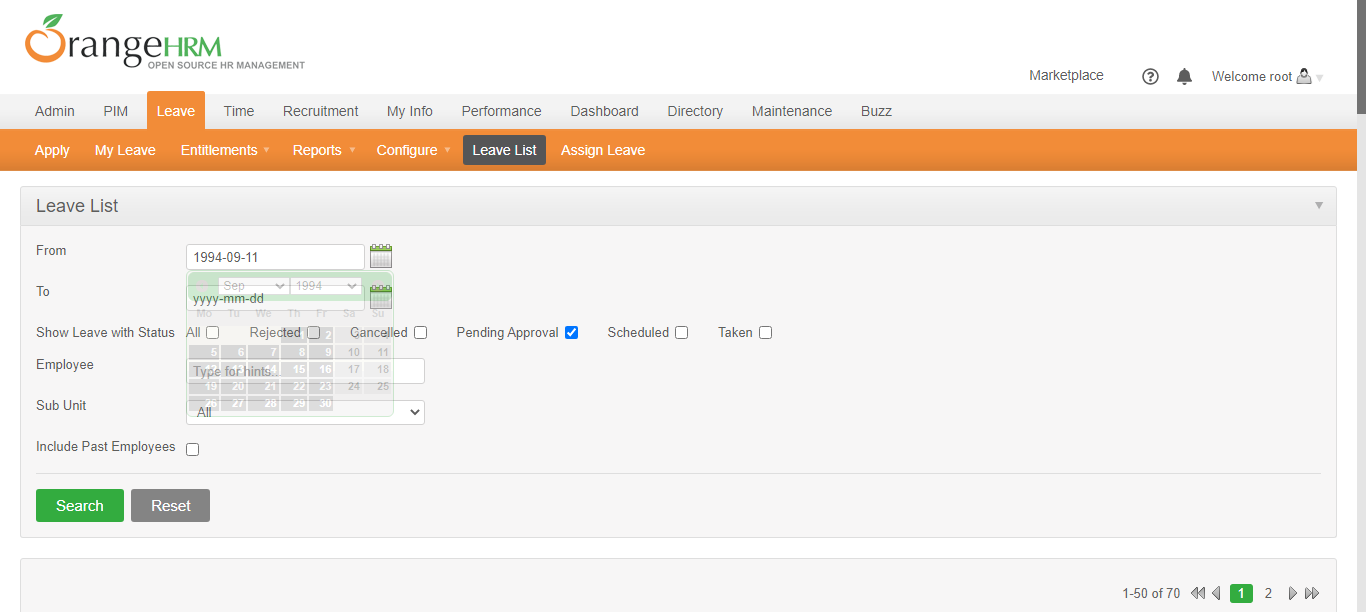 OrangeHRM
OPEN SOURCE HR MANAGEMENT
Marketplace ? Welcome root
Admin PIM Leave Time Recruitment My Info Performance Dashboard Directory Maintenance Buzz
Apply My Leave Entitlements Reports Configure Leave List Assign Leave
Leave List
From 1994-09-11
Sep 1994
To yyyy-mm-dd
Mo Tu We Th Fr Sa Su
Show Leave with Status All Rejected Cancelled Pending Approval Scheduled Taken
1 2
5 6 7 8 9 10 11
Employee Type for hints...
12 13 14 15 16 17 18
19 20 21 22 23 24 25
Sub Unit All
26 27 28 29 30
Include Past Employees
Search Reset
1-50 of 70 1 2